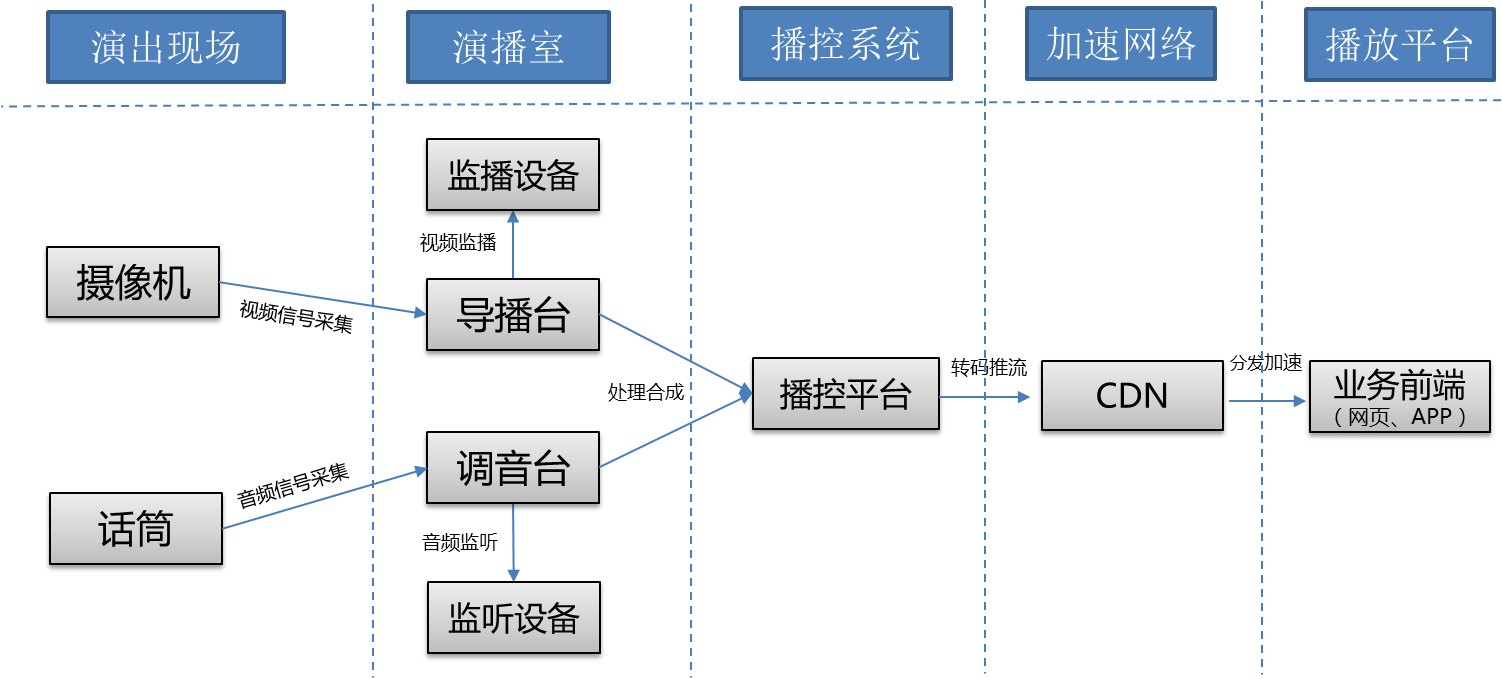 演出现场
演播室
播控系统
加速网络
播放平台
监播设备
视频监播
摄像机
视频信号采集
导播台
处理合成
播控平台
转码推流
CDN
分发加速
业务前端
（网页、APP）
音频信号采集
调音台
话筒
音频监听
监听设备